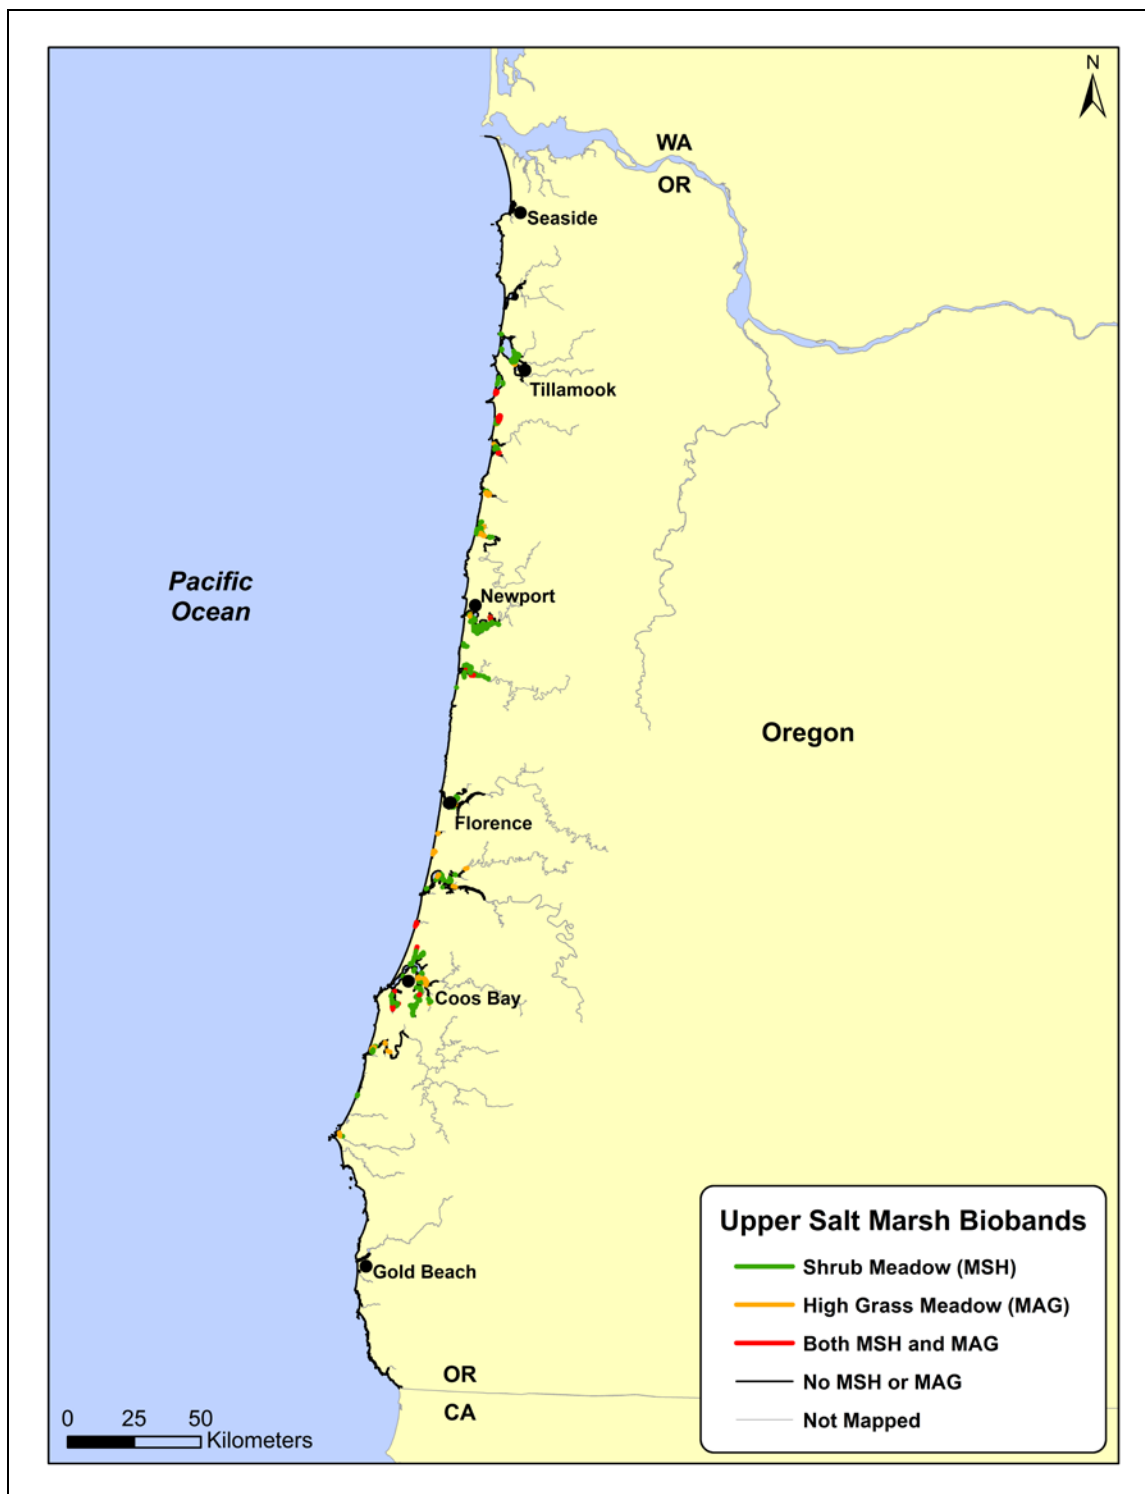 N
WA
OR
Seaside
Tillamook
Pacific
Ocean
Newport
Oregon
Florence
Coos Bay
Gold Beach
OR
CA
0 25 50
Kilometers
Upper Salt Marsh Biobands
Shrub Meadow (MSH)
High Grass Meadow (MAG)
Both MSH and MAG
No MSH or MAG
Not Mapped